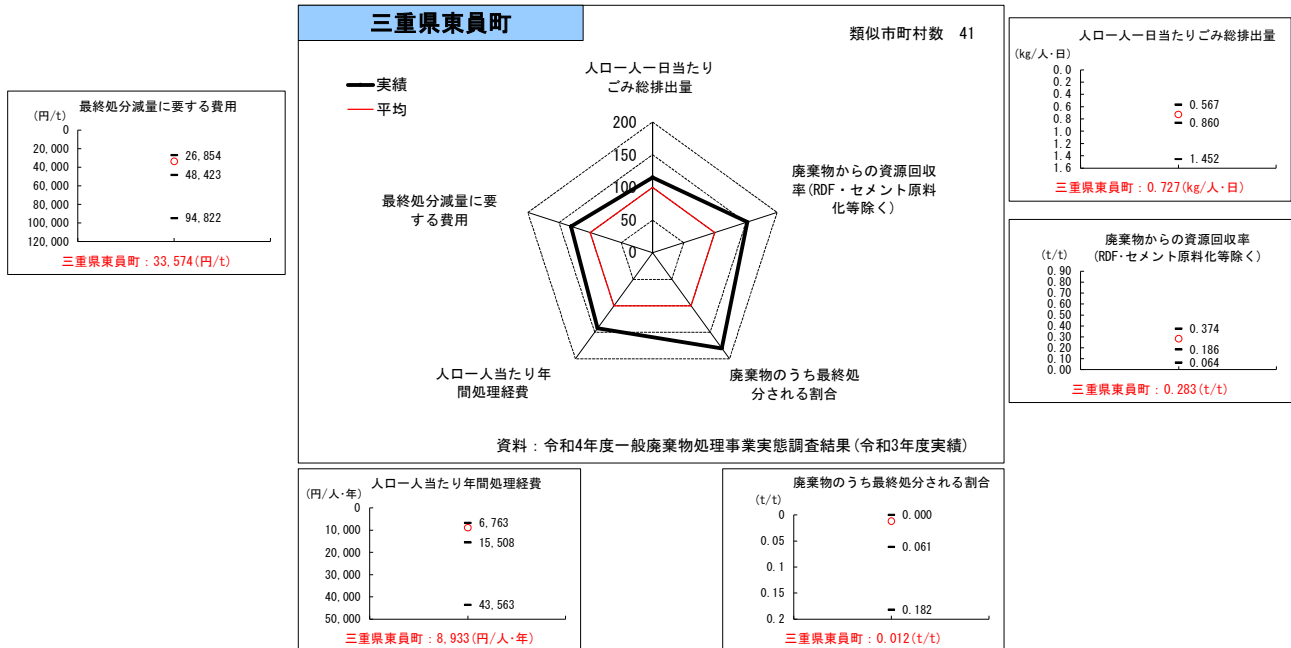 三重県東員町
類似市町村数 41
実績
平均
人口一人一日当たり
ごみ総排出量
廃棄物からの資源回収
率(RDF・セメント原料
化等除く)
廃棄物のうち最終処
分される割合
人口一人当たり年
間処理経費
最終処分減量に要
する費用
200
150
100
50
0
資料:令和4年度一般廃棄物処理事業実態調査結果(令和3年度実績)
最終処分減量に要する費用
(円/t)
0
20,000
40,000
60,000
80,000
100,000
120,000
26,854
48,423
94,822
三重県東員町:33,574(円/t)
人口一人一日当たりごみ総排出量
(kg/人・日)
0.0
0.2
0.4
0.6
0.8
1.0
1.2
1.4
1.6
0.567
0.860
1.452
三重県東員町:0.727(kg/人・日)
廃棄物からの資源回収率
(RDF・セメント原料化等除く)
(t/t)
0.90
0.80
0.70
0.60
0.50
0.40
0.30
0.20
0.10
0.00
0.374
0.186
0.064
三重県東員町:0.283(t/t)
人口一人当たり年間処理経費
(円/人・年)
0
10,000
20,000
30,000
40,000
50,000
6,763
15,508
43,563
三重県東員町:8,933(円/人・年)
廃棄物のうち最終処分される割合
(t/t)
0
0.05
0.1
0.15
0.2
0.000
0.061
0.182
三重県東員町:0.012(t/t)